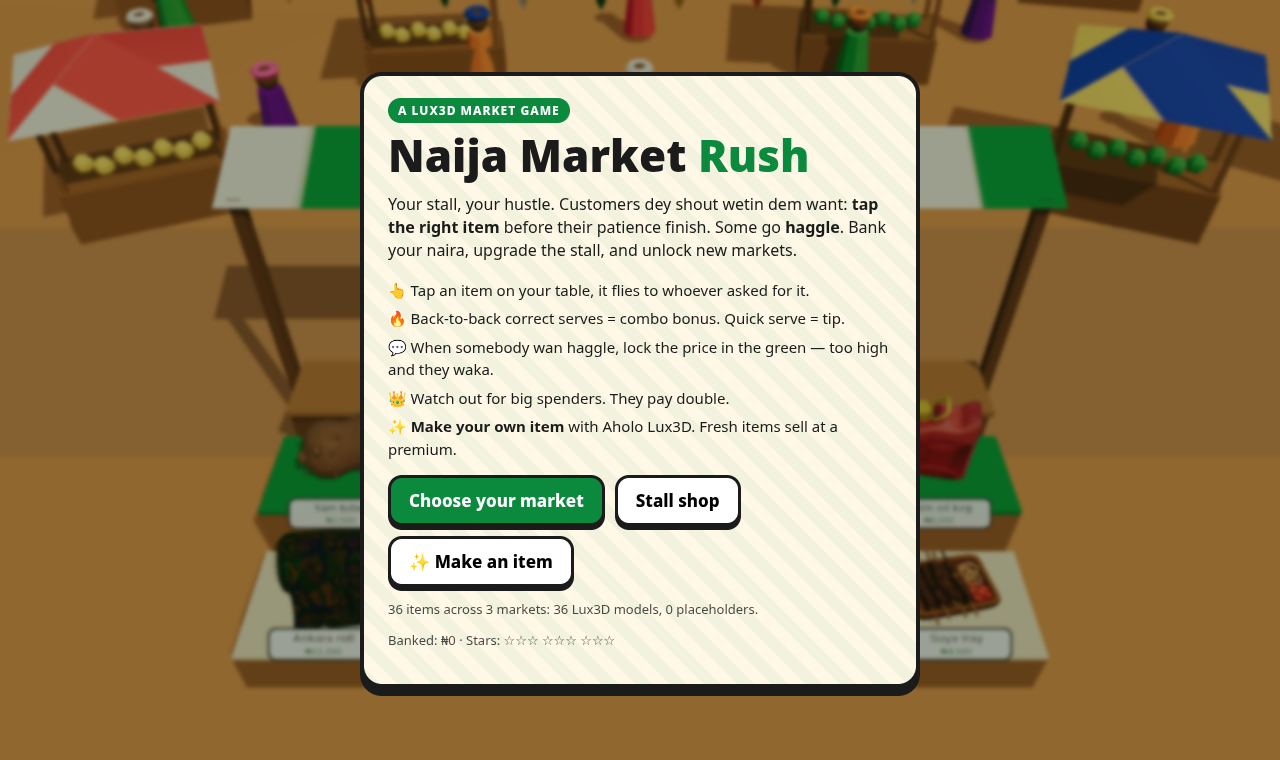 A LUX3D MARKET GAME
Naija Market Rush
Your stall, your hustle. Customers dey shout wetin dem want: tap
the right item before their patience finish. Some go haggle. Bank
your naira, upgrade the stall, and unlock new markets.
👆 Tap an item on your table, it flies to whoever asked for it.
🔥 Back-to-back correct serves = combo bonus. Quick serve = tip.
💬 When somebody wan haggle, lock the price in the green — too high
and they waka.
👑 Watch out for big spenders. They pay double.
✨ Make your own item with Aholo Lux3D. Fresh items sell at a
premium.
Choose your market
Stall shop
✨ Make an item
36 items across 3 markets: 36 Lux3D models, 0 placeholders.
Banked: ₦0 · Stars: ☆☆☆ ☆☆☆ ☆☆☆
Ankara roll
Suya tray